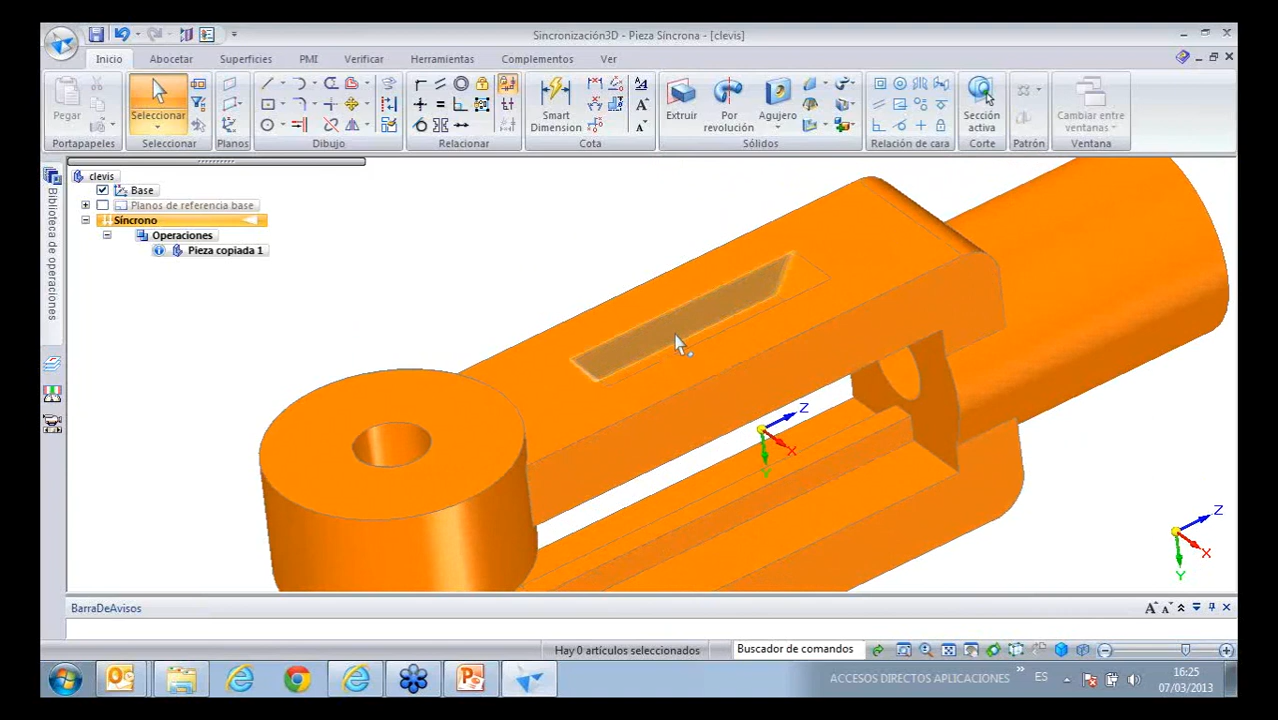 Sincronización3D - Pieza Síncrona - [clevis]
Inicio Abocetar Superficies PMI Verificar Herramientas Complementos Ver
Pegar
Seleccionar
Smart Dimension
Extruir
Por revolución
Agujero
Sección activa
Cambiar entre ventanas
Portapapeles Seleccionar Planos Dibujo Relacionar Cota Sólidos Relación de cara Corte Patrón Ventana
Biblioteca de operaciones
clevis
Base
Planos de referencia base
Síncrono
Operaciones
Pieza copiada 1
Z
X
Y
Z
X
Y
BarraDeAvisos
Hay 0 artículos seleccionados
Buscador de comandos
ACCESOS DIRECTOS APLICACIONES
ES
16:25
07/03/2013